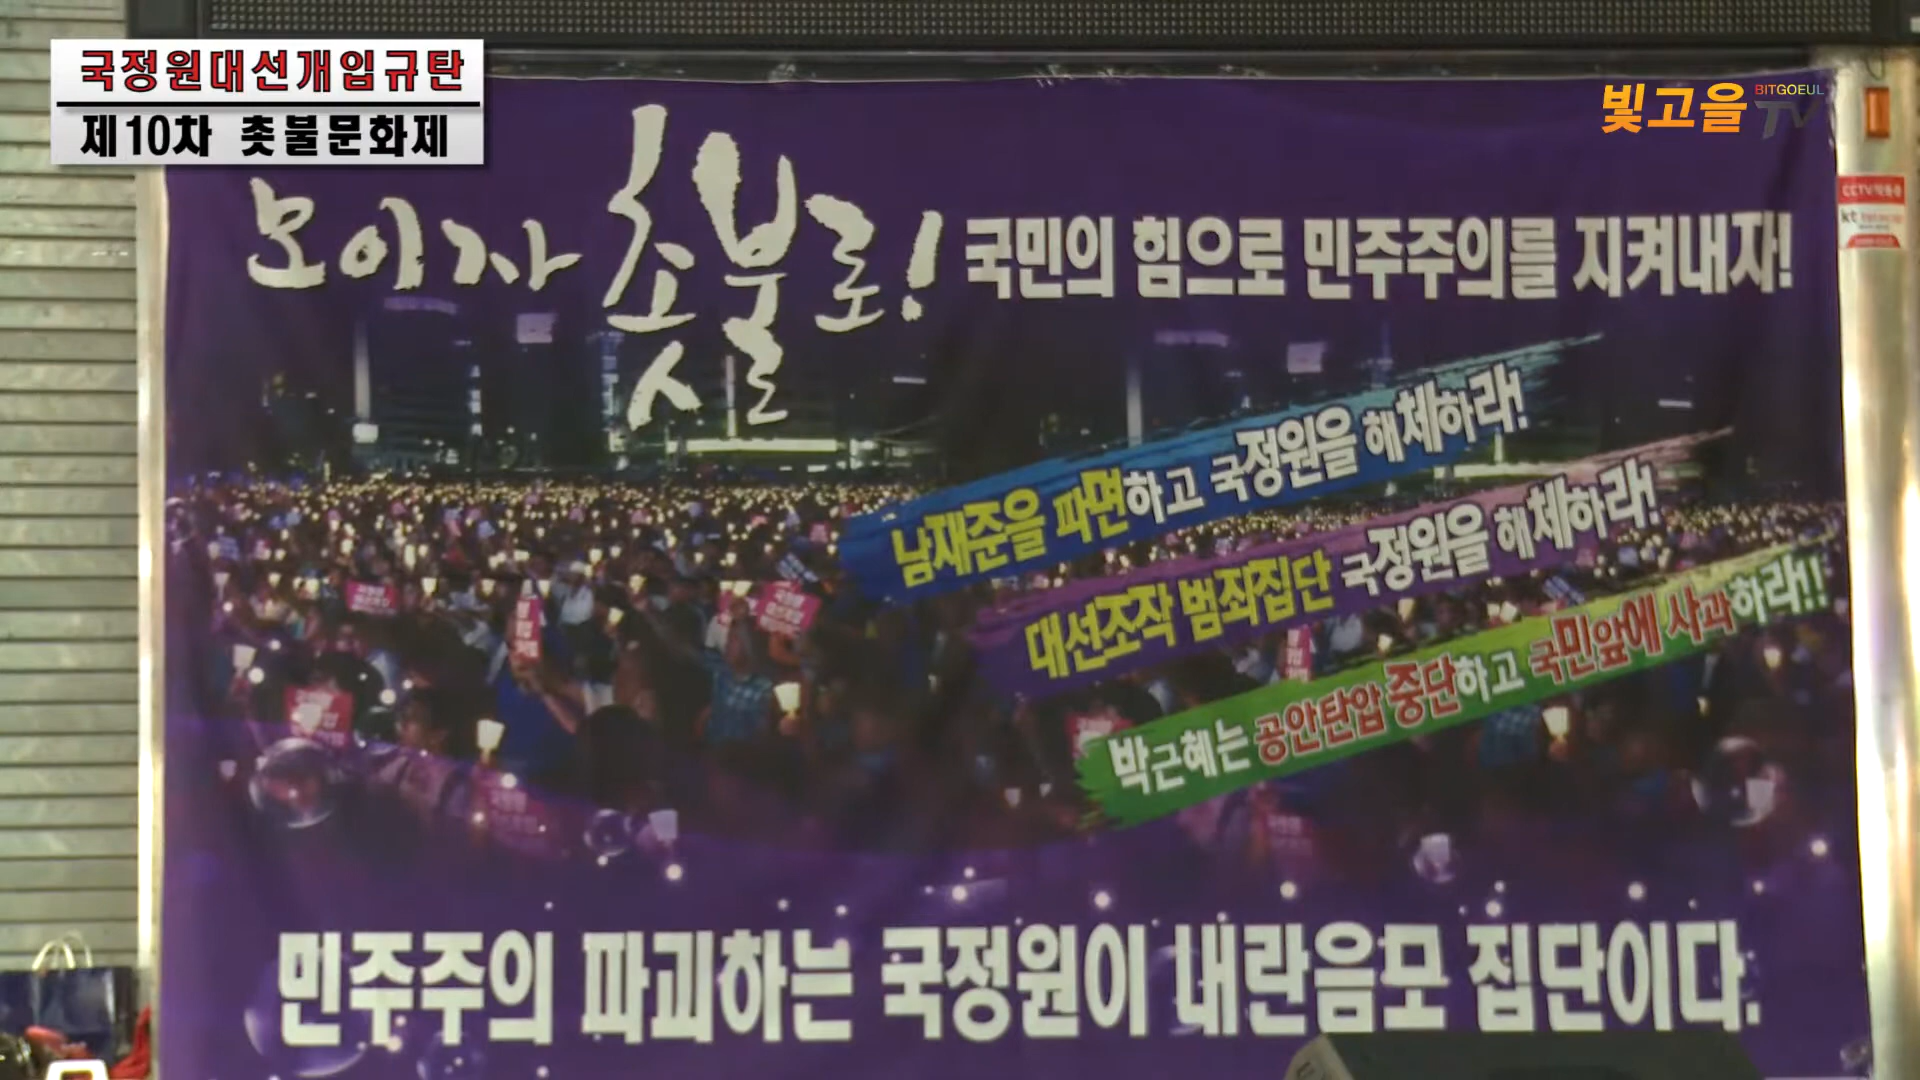 국정원대선개입규탄
제10차 촛불문화제
빛고을
BITGOEUL
TV
모이자 촛불로!
국민의 힘으로 민주주의를 지켜내자!
남재준을 파면하고 국정원을 해체하라!
대선조작 범죄집단 국정원을 해체하라!
박근혜는 공안탄압 중단하고 국민앞에 사과하라!!
민주주의 파괴하는 국정원이 내란음모 집단이다.
CCTV
kt